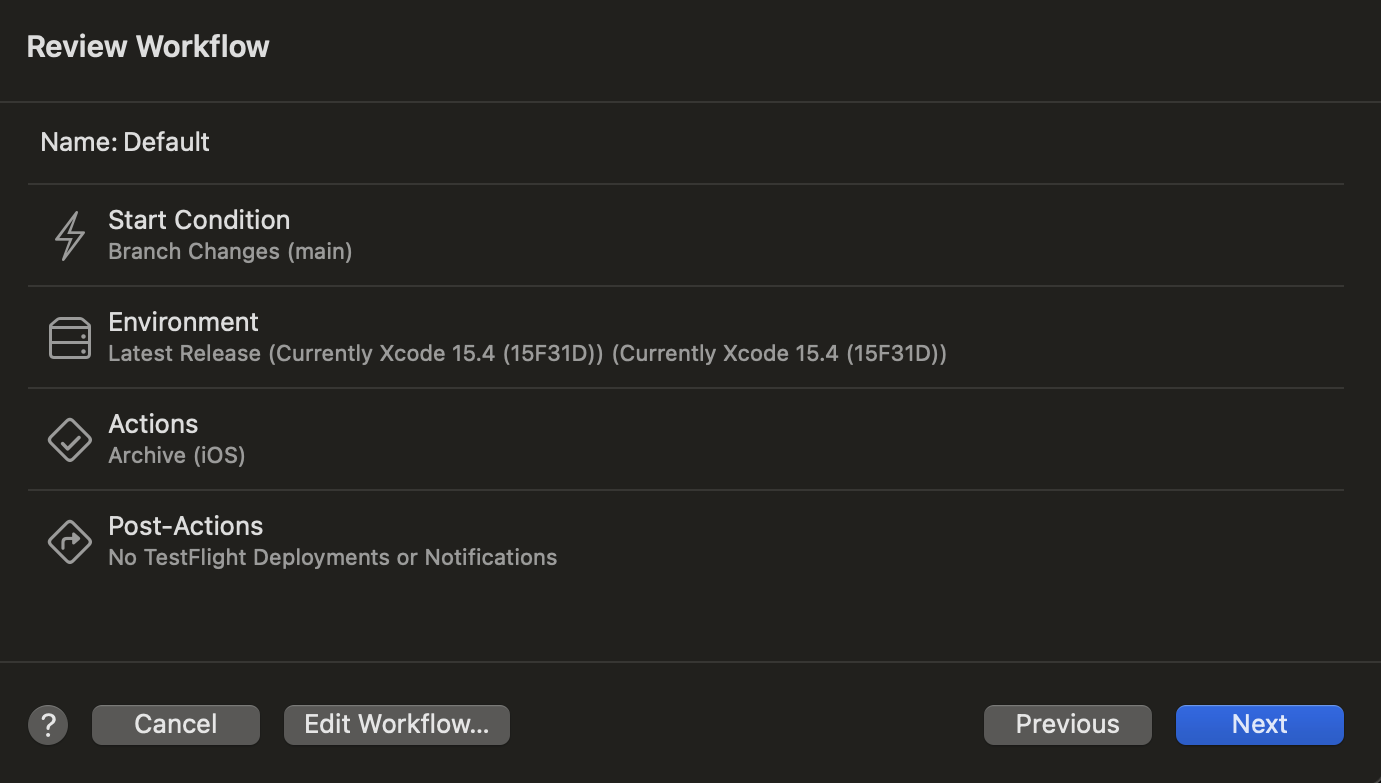 Review Workflow
Name: Default
Start Condition
Branch Changes (main)
Environment
Latest Release (Currently Xcode 15.4 (15F31D)) (Currently Xcode 15.4 (15F31D))
Actions
Archive (iOS)
Post-Actions
No TestFlight Deployments or Notifications
? Cancel Edit Workflow... Previous Next